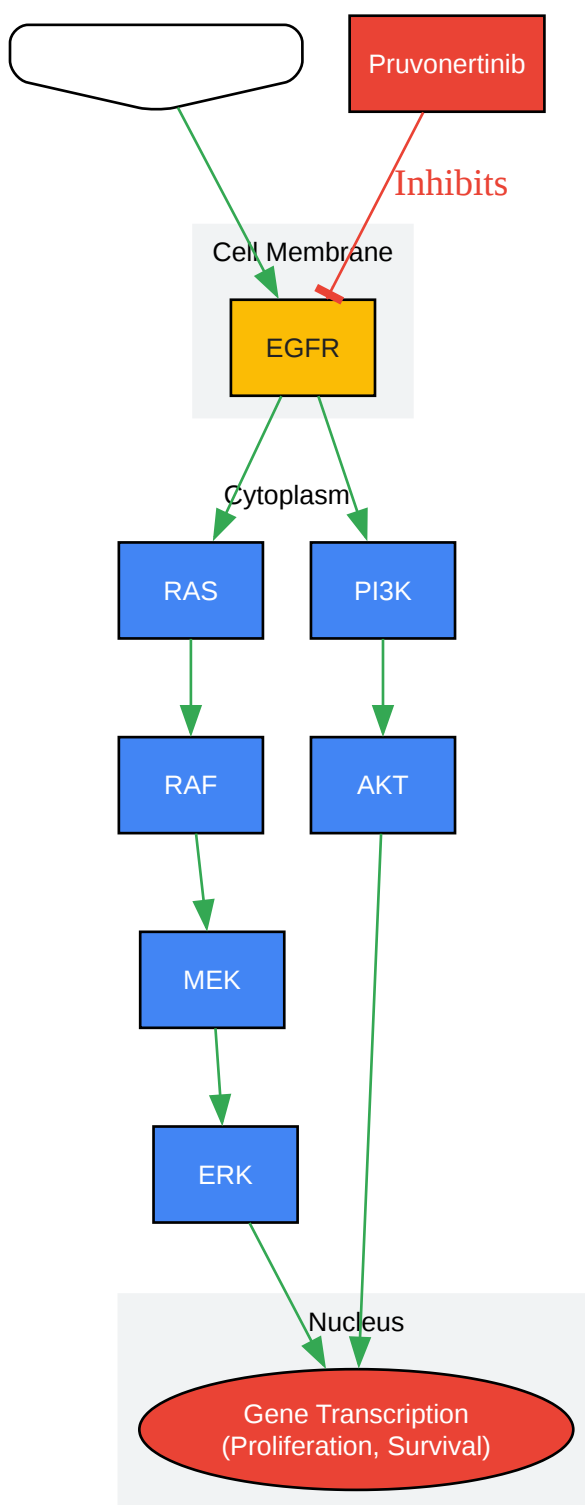 Pruvonertinib
Inhibits
Cell Membrane
EGFR
Cytoplasm
RAS
PI3K
RAF
AKT
MEK
ERK
Nucleus
Gene Transcription
(Proliferation, Survival)